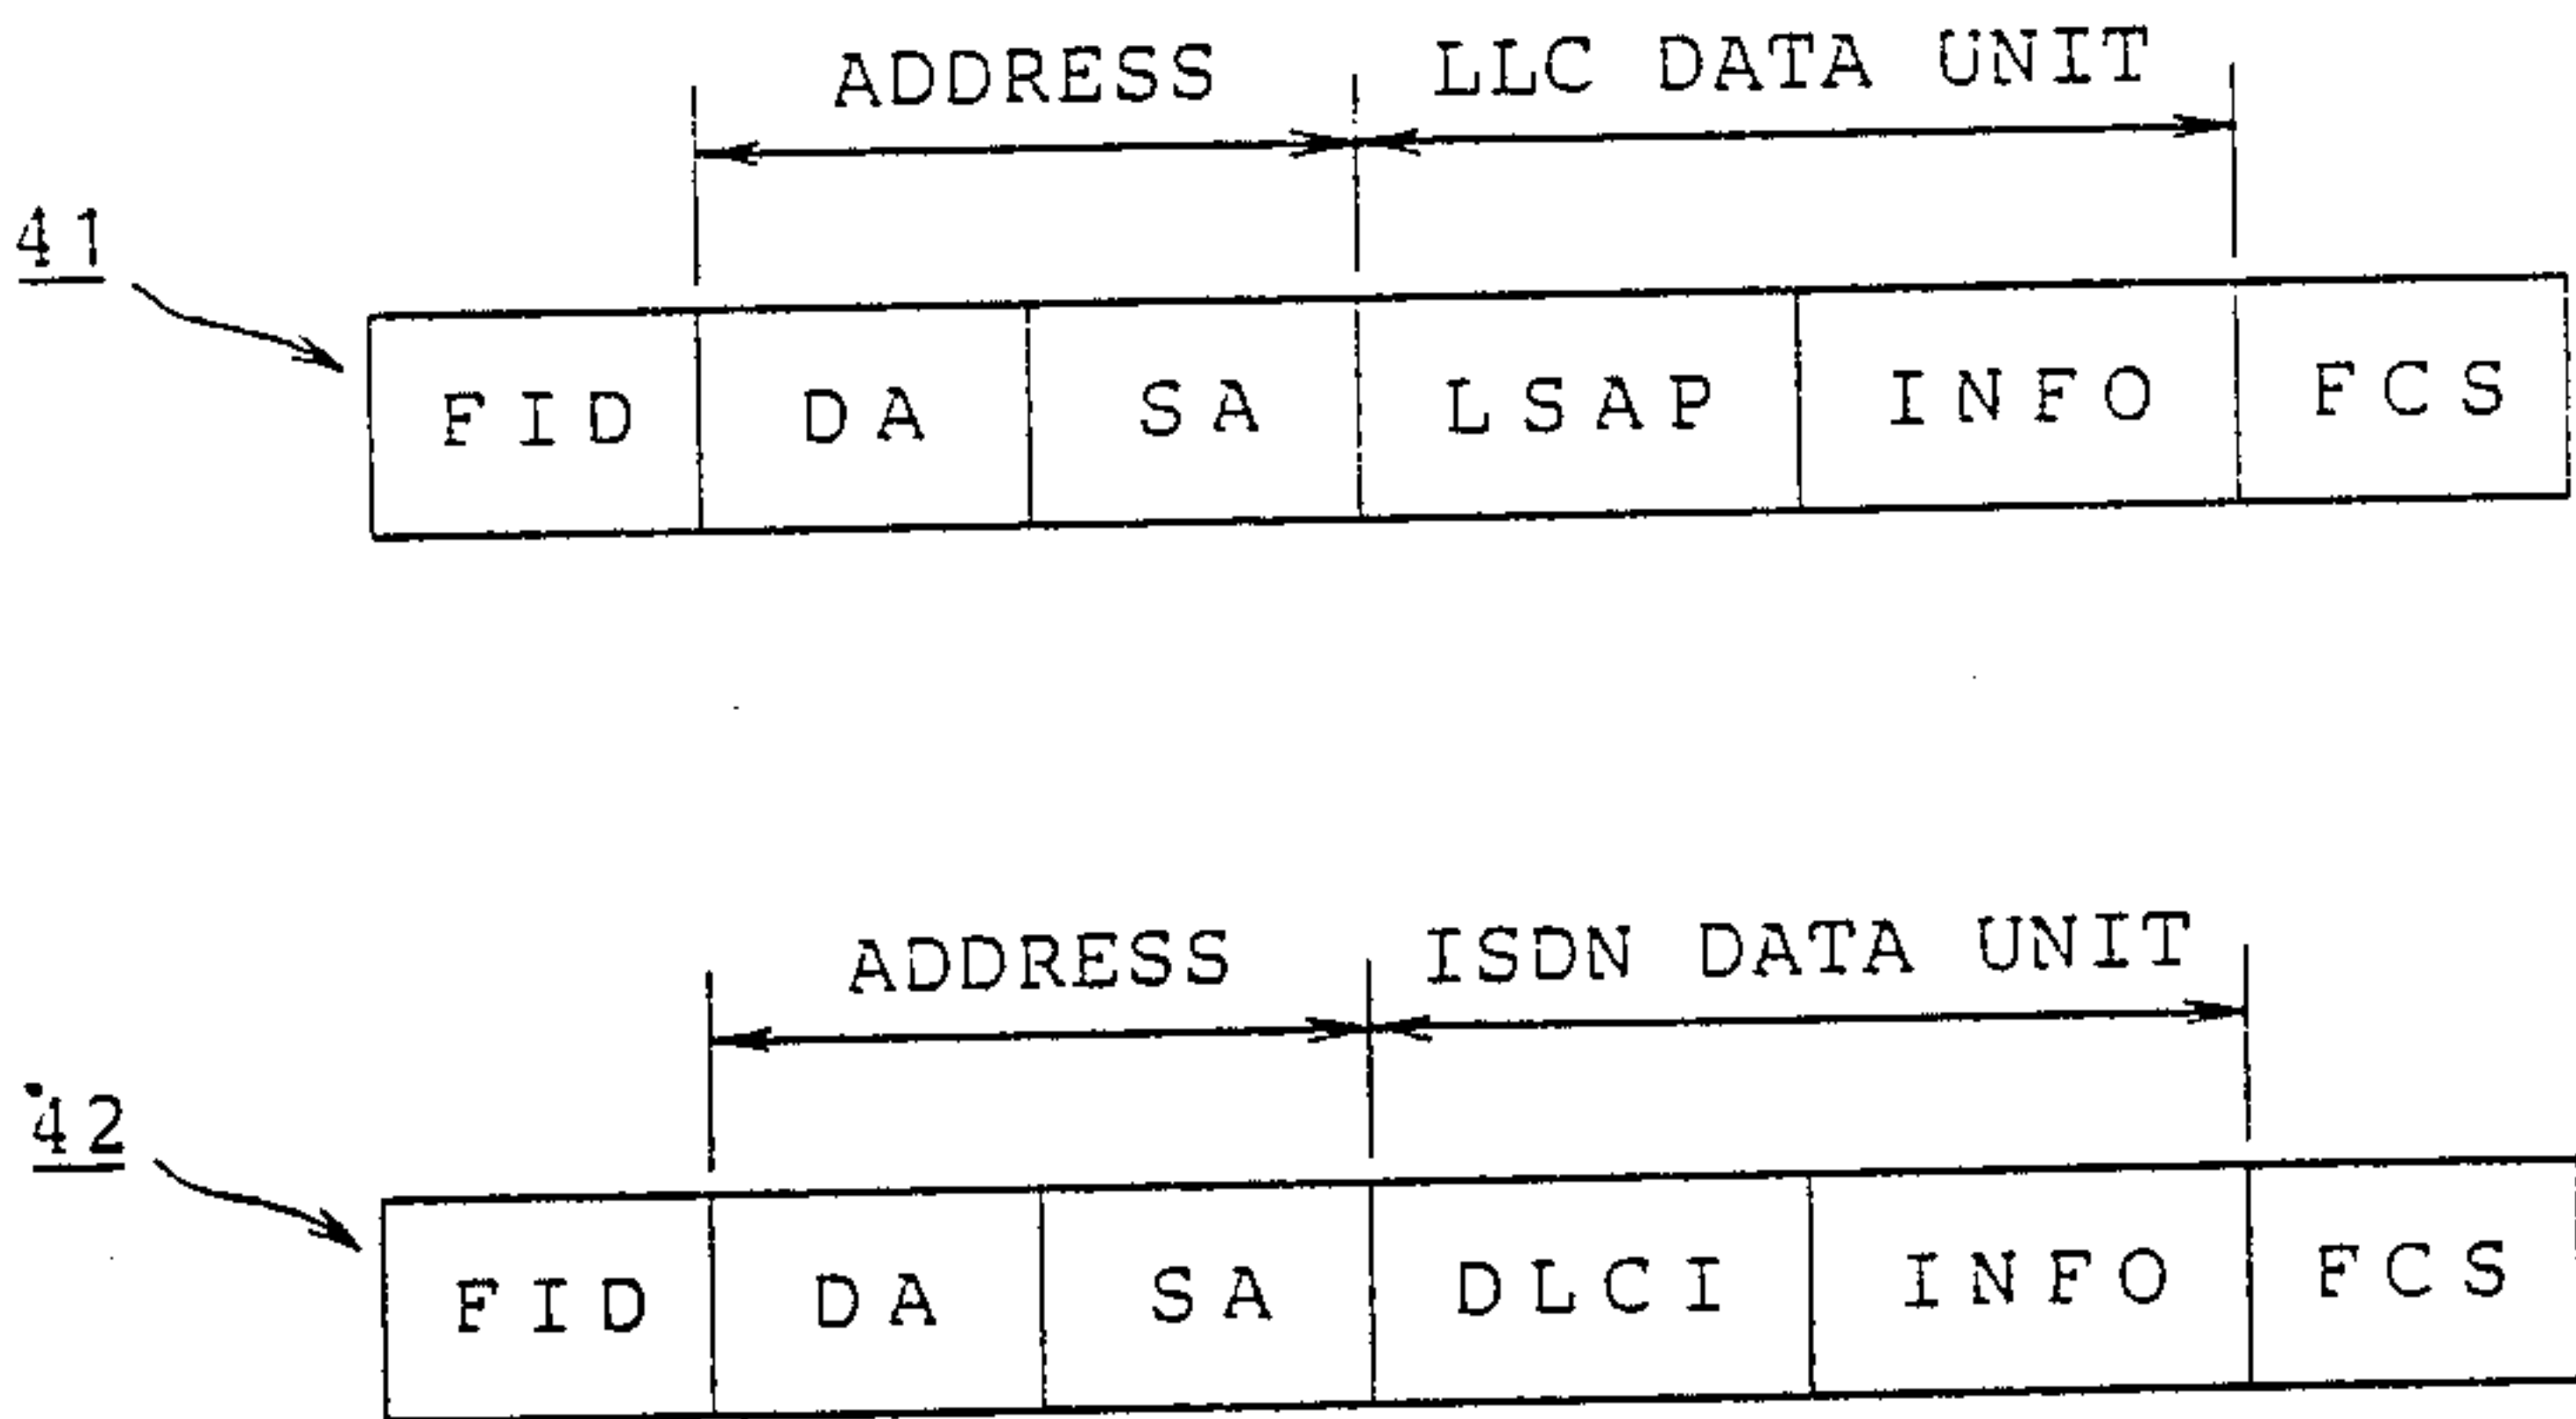 ADDRESS LLC DATA UNIT
41
FID DA SA LSAP INFO FCS
ADDRESS ISDN DATA UNIT
42
FID DA SA DLCI INFO FCS